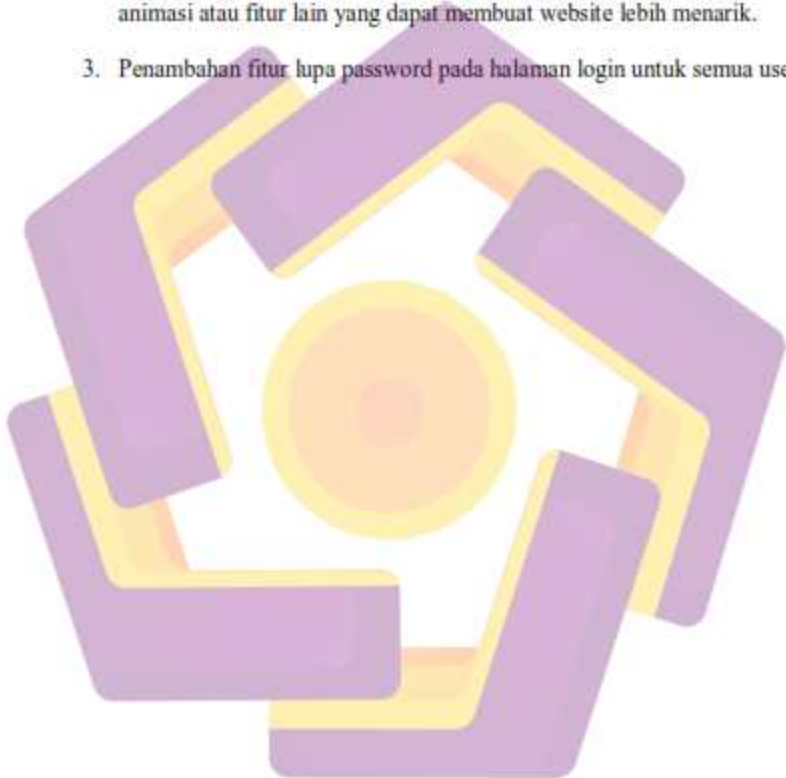 animasi atau fitur lain yang dapat membuat website lebih menarik.
3. Penambahan fitur lupa password pada halaman login untuk semua